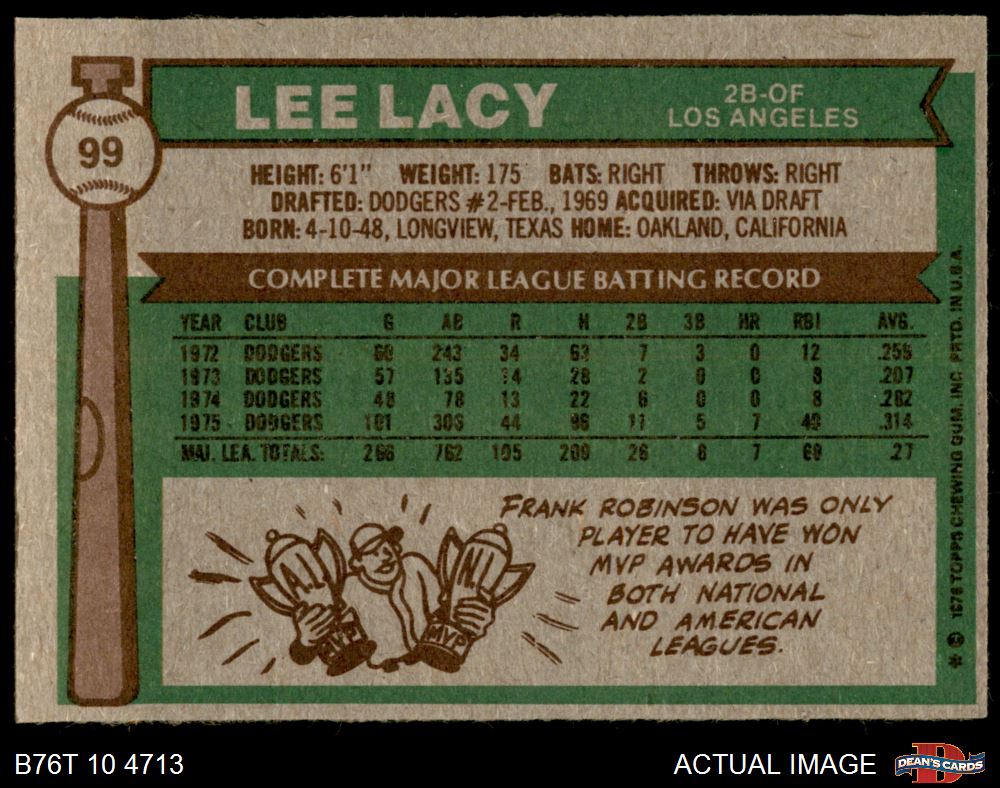 99
LEE LACY
2B-OF
LOS ANGELES
HEIGHT: 6'1" WEIGHT: 175 BATS: RIGHT THROWS: RIGHT
DRAFTED: DODGERS #2-FEB., 1969 ACQUIRED: VIA DRAFT
BORN: 4-10-48, LONGVIEW, TEXAS HOME: OAKLAND, CALIFORNIA
COMPLETE MAJOR LEAGUE BATTING RECORD
YEAR CLUB G AB R H 2B 3B HR RBI AVG.
1972 DODGERS 60 243 34 63 7 3 0 12 .259
1973 DODGERS 57 135 14 28 2 0 0 8 .207
1974 DODGERS 48 78 13 22 6 0 0 8 .282
1975 DODGERS 101 306 44 96 11 5 7 40 .314
MAJ. LEA. TOTALS: 266 762 105 209 26 8 7 68 .27
FRANK ROBINSON WAS ONLY
PLAYER TO HAVE WON
MVP AWARDS IN
BOTH NATIONAL
AND AMERICAN
LEAGUES.
A.L.
MVP
N.L.
MVP
* © 1976 TOPPS CHEWING GUM, INC. PRTD. IN U.S.A.
B76T 10 4713
ACTUAL IMAGE
DEAN'S CARDS